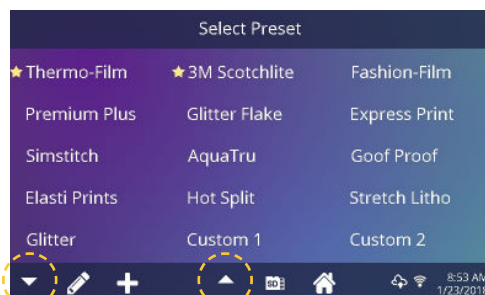 Select Preset
Thermo-Film 3M Scotchlite Fashion-Film
Premium Plus Glitter Flake Express Print
Simstitch AquaTru Goof Proof
Elasti Prints Hot Split Stretch Litho
Glitter Custom 1 Custom 2
SD 8:53 AM
1/23/2018